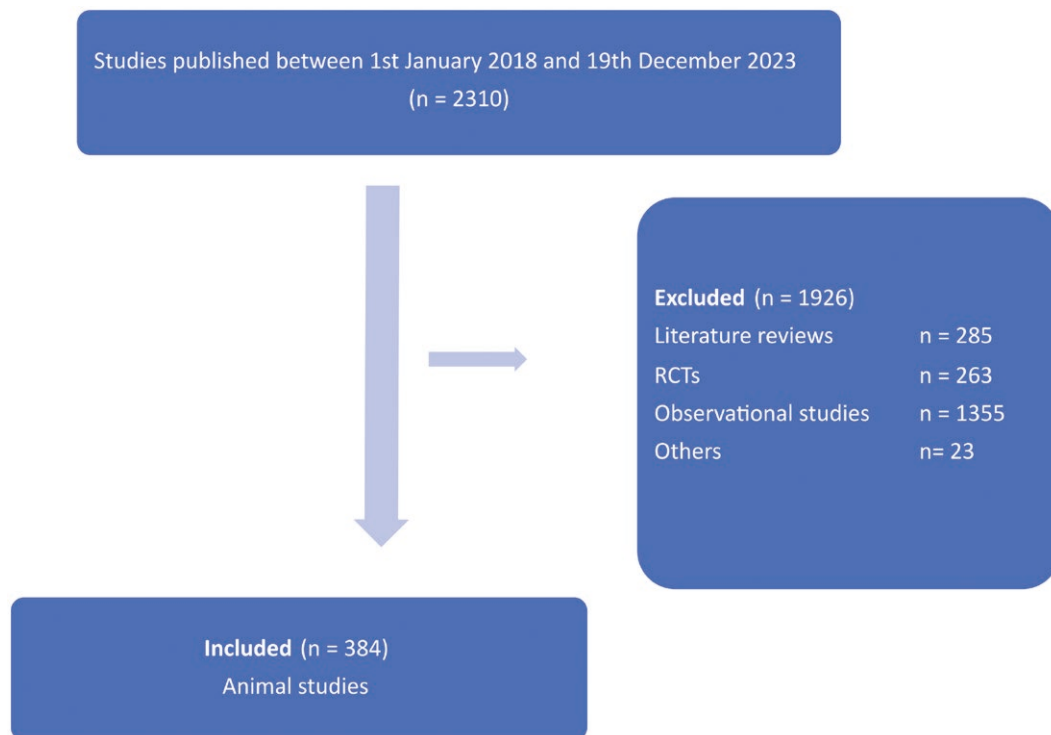 Studies published between 1st January 2018 and 19th December 2023
(n = 2310)
Excluded (n = 1926)
Literature reviews n = 285
RCTs n = 263
Observational studies n = 1355
Others n= 23
Included (n = 384)
Animal studies